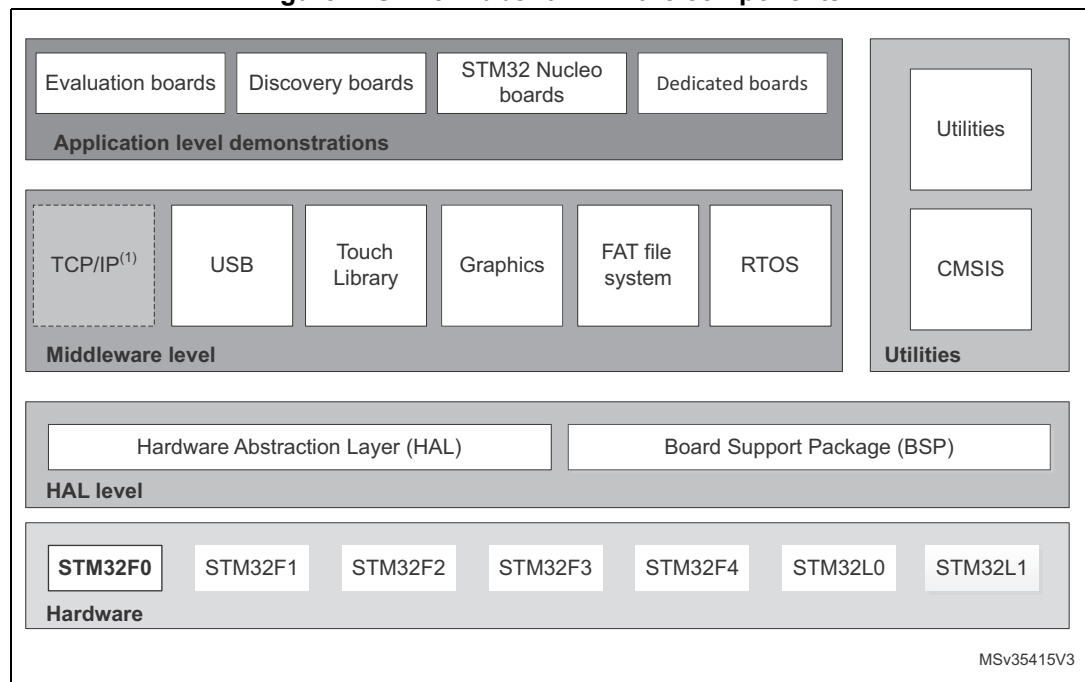 Evaluation boards
Discovery boards
STM32 Nucleo
boards
Dedicated boards
Application level demonstrations
Utilities
TCP/IP(1)
USB
Touch
Library
Graphics
FAT file
system
RTOS
CMSIS
Middleware level
Utilities
Hardware Abstraction Layer (HAL)
Board Support Package (BSP)
HAL level
STM32F0
STM32F1
STM32F2
STM32F3
STM32F4
STM32L0
STM32L1
Hardware
MSv35415V3